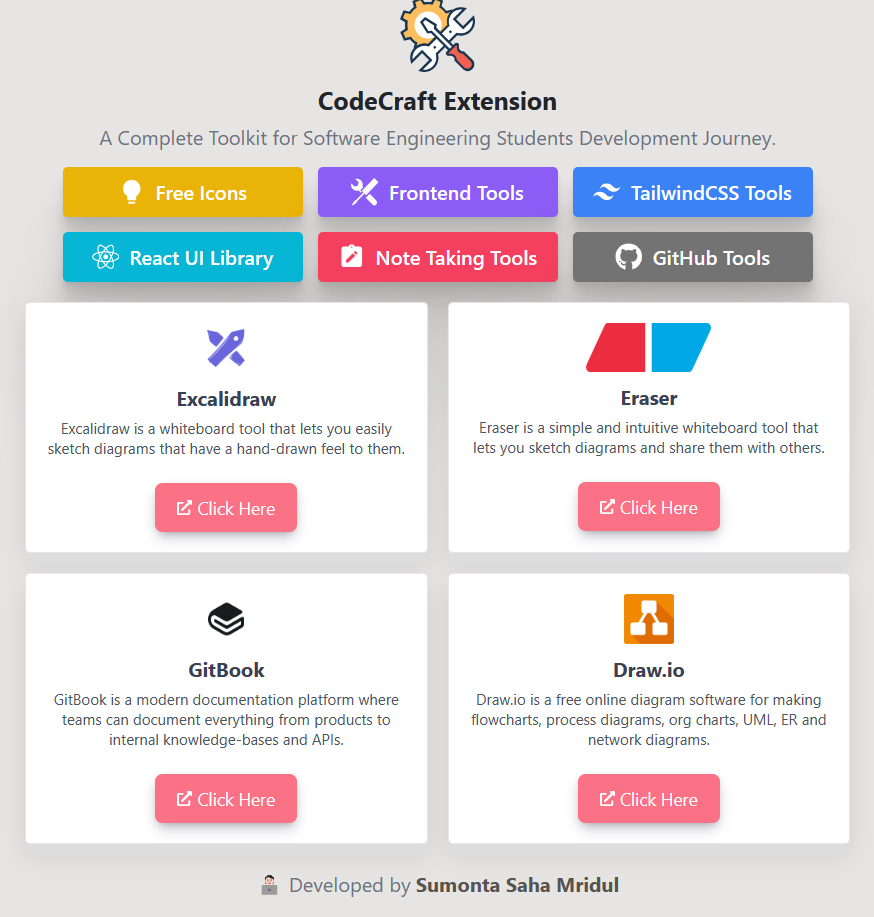 CodeCraft Extension
A Complete Toolkit for Software Engineering Students Development Journey.
Free Icons
Frontend Tools
TailwindCSS Tools
React UI Library
Note Taking Tools
GitHub Tools
Excalidraw
Excalidraw is a whiteboard tool that lets you easily
sketch diagrams that have a hand-drawn feel to them.
Click Here
Eraser
Eraser is a simple and intuitive whiteboard tool that
lets you sketch diagrams and share them with others.
Click Here
GitBook
GitBook is a modern documentation platform where
teams can document everything from products to
internal knowledge-bases and APIs.
Click Here
Draw.io
Draw.io is a free online diagram software for making
flowcharts, process diagrams, org charts, UML, ER and
network diagrams.
Click Here
Developed by Sumonta Saha Mridul